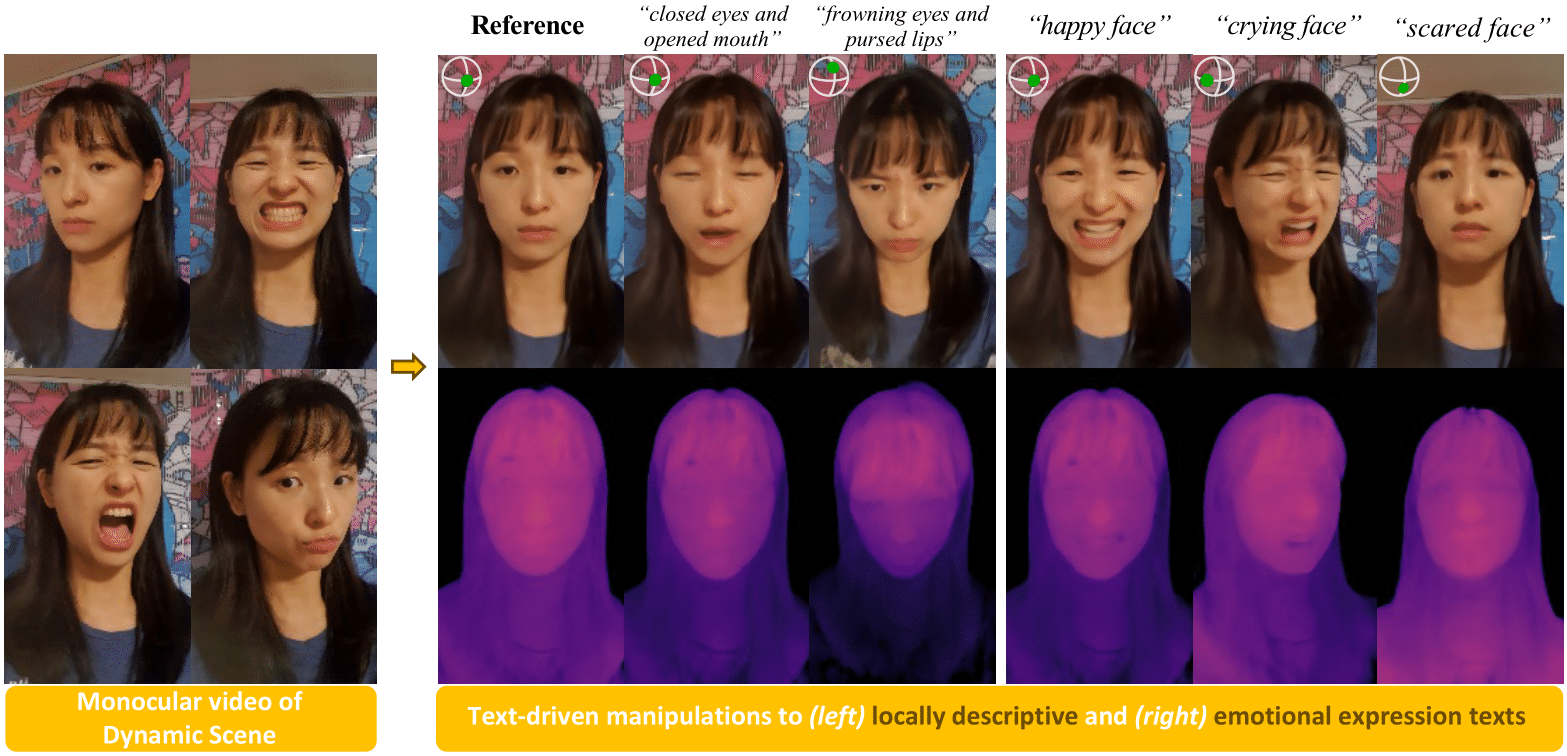 Reference
“closed eyes and
opened mouth”
“frowning eyes and
pursed lips”
“happy face”
“crying face”
“scared face”
Monocular video of
Dynamic Scene
Text-driven manipulations to (left) locally descriptive and (right) emotional expression texts